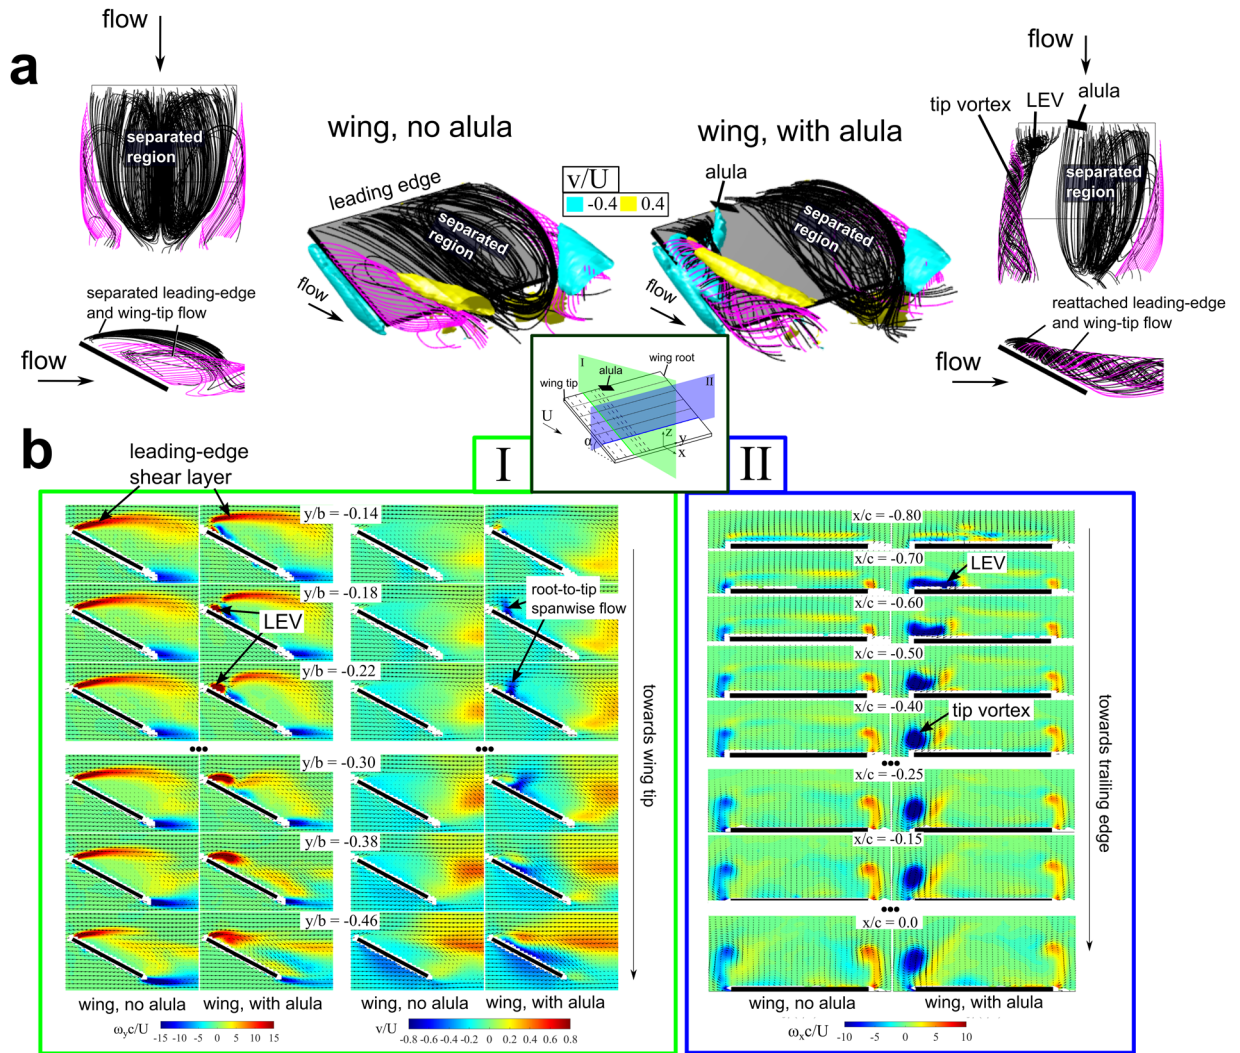 a
flow
separated
region
separated leading-edge
and wing-tip flow
flow
wing, no alula
leading edge
separated
region
flow
v/U
-0.4 0.4
wing, with alula
alula
separated
region
flow
flow
tip vortex
LEV
alula
separated
region
reattached leading-edge
and wing-tip flow
flow
I
alula
wing root
wing tip
II
U
α
z
y
x
b
leading-edge
shear layer
I
y/b = -0.14
y/b = -0.18
LEV
root-to-tip
spanwise flow
y/b = -0.22
y/b = -0.30
y/b = -0.38
y/b = -0.46
towards wing tip
wing, no alula
wing, with alula
wing, no alula
wing, with alula
ωyc/U
-15 -10 -5 0 5 10 15
v/U
-0.8 -0.6 -0.4 -0.2 0 0.2 0.4 0.6 0.8
II
x/c = -0.80
x/c = -0.70
LEV
x/c = -0.60
x/c = -0.50
x/c = -0.40
tip vortex
x/c = -0.25
x/c = -0.15
x/c = 0.0
towards trailing edge
wing, no alula
wing, with alula
ωxc/U
-10 -5 0 5 10